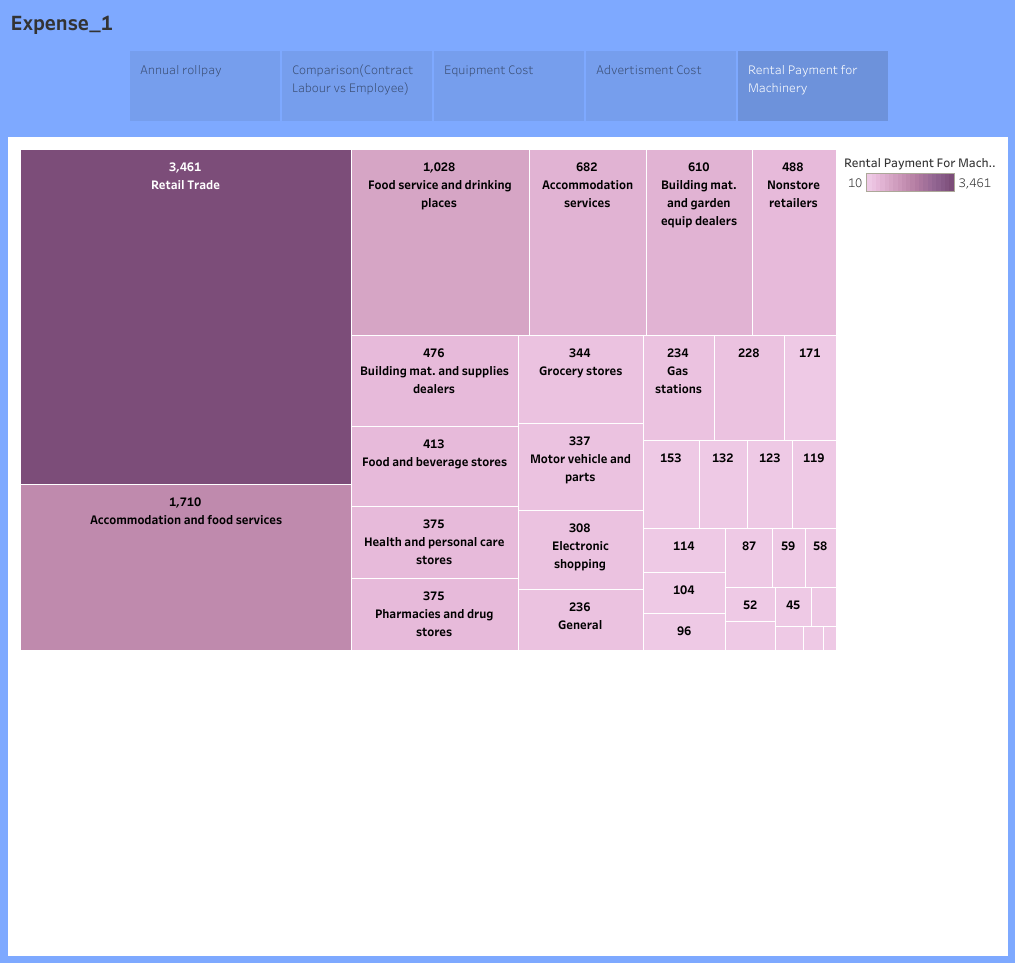 Expense_1
Annual rollpay
Comparison(Contract
Labour vs Employee)
Equipment Cost
Advertisment Cost
Rental Payment for
Machinery
3,461
Retail Trade
1,710
Accommodation and food services
1,028
Food service and drinking
places
682
Accommodation
services
610
Building mat.
and garden
equip dealers
488
Nonstore
retailers
476
Building mat. and supplies
dealers
413
Food and beverage stores
375
Health and personal care
stores
375
Pharmacies and drug
stores
344
Grocery stores
337
Motor vehicle and
parts
308
Electronic
shopping
236
General
234
Gas
stations
228
171
153
132
123
119
114
104
96
87
59
58
52
45
Rental Payment For Mach..
10
3,461